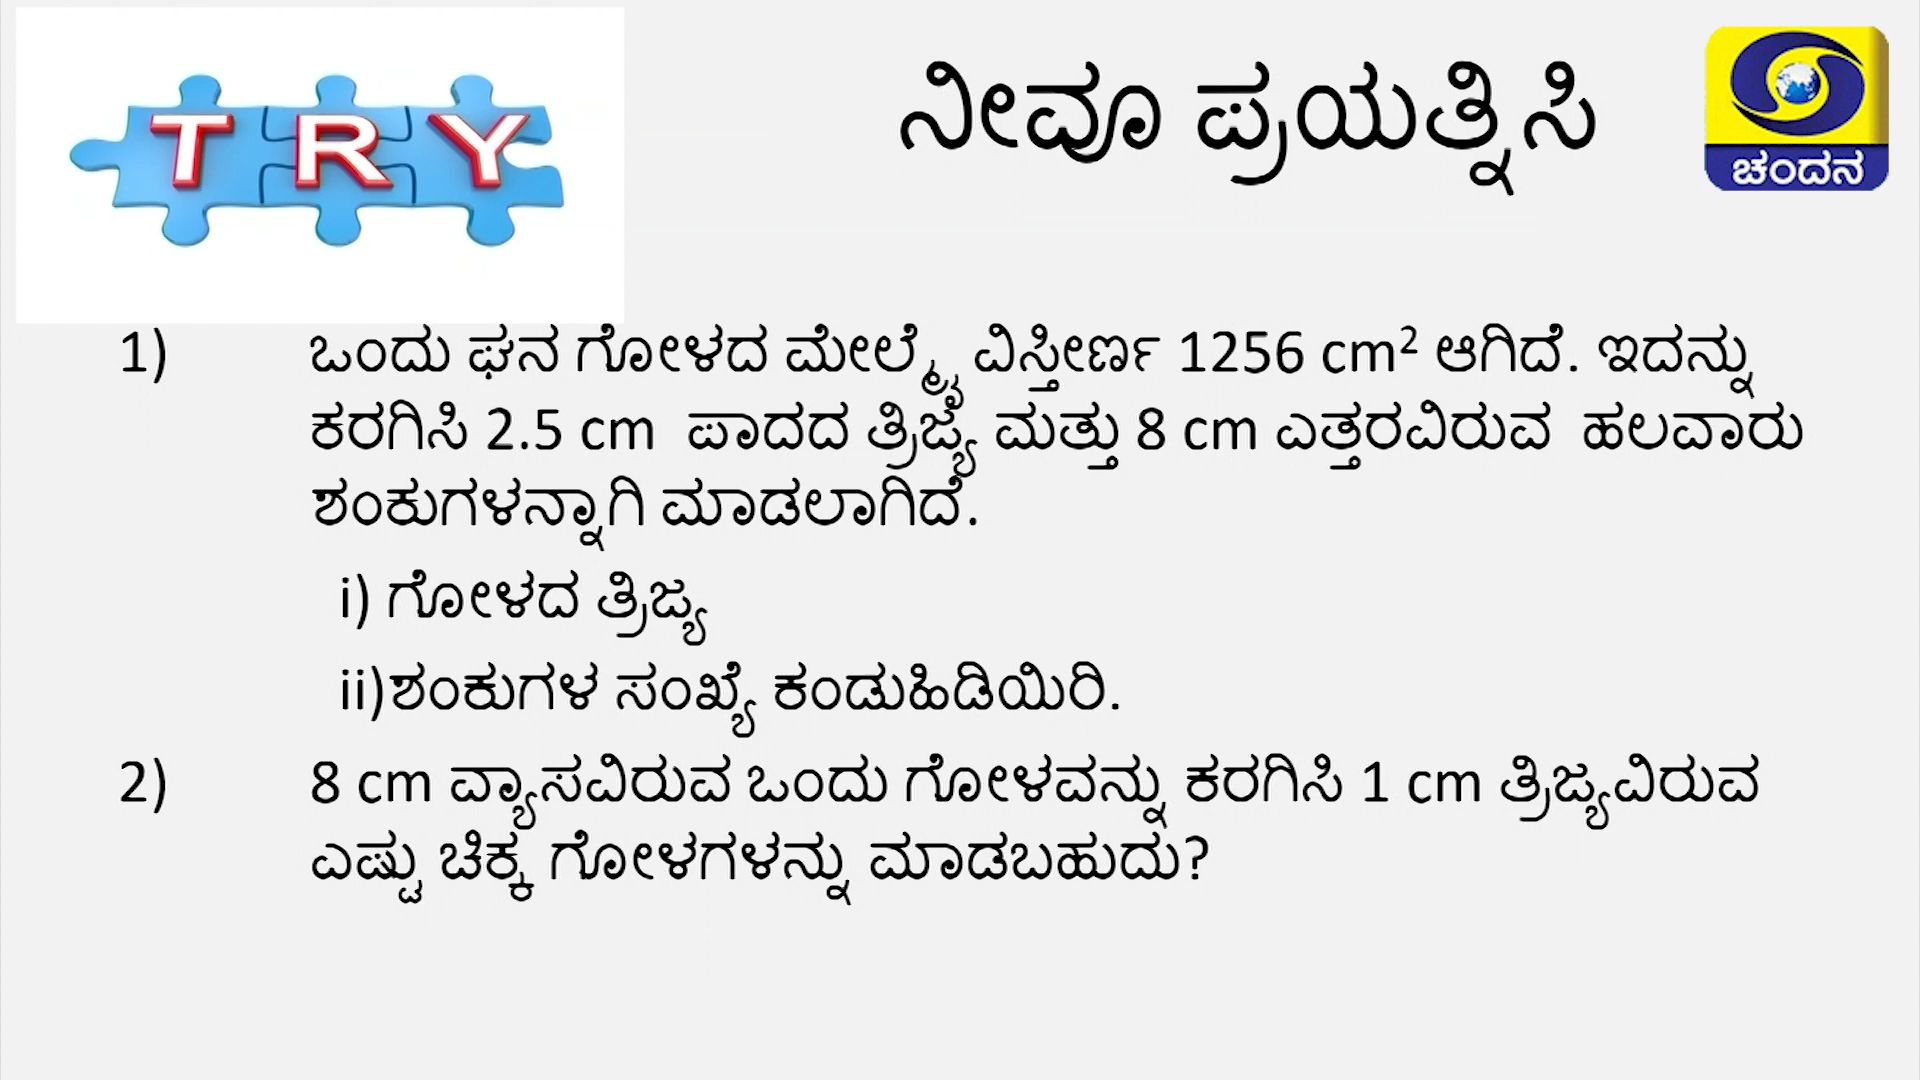 TRY
ನೀವೂ ಪ್ರಯತ್ನಿಸಿ
ಚಂದನ
1) ಒಂದು ಘನ ಗೋಳದ ಮೇಲ್ಮೈ ವಿಸ್ತೀರ್ಣ 1256 cm² ಆಗಿದೆ. ಇದನ್ನು
ಕರಗಿಸಿ 2.5 cm ಪಾದದ ತ್ರಿಜ್ಯ ಮತ್ತು 8 cm ಎತ್ತರವಿರುವ ಹಲವಾರು
ಶಂಕುಗಳನ್ನಾಗಿ ಮಾಡಲಾಗಿದೆ.
i) ಗೋಳದ ತ್ರಿಜ್ಯ
ii)ಶಂಕುಗಳ ಸಂಖ್ಯೆ ಕಂಡುಹಿಡಿಯಿರಿ.
2) 8 cm ವ್ಯಾಸವಿರುವ ಒಂದು ಗೋಳವನ್ನು ಕರಗಿಸಿ 1 cm ತ್ರಿಜ್ಯವಿರುವ
ಎಷ್ಟು ಚಿಕ್ಕ ಗೋಳಗಳನ್ನು ಮಾಡಬಹುದು?